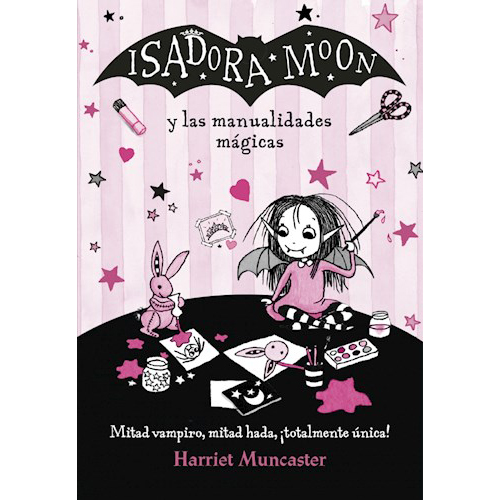 ISADORA MOON
y las manualidades
mágicas
Mitad vampiro, mitad hada, ¡totalmente única!
Harriet Muncaster